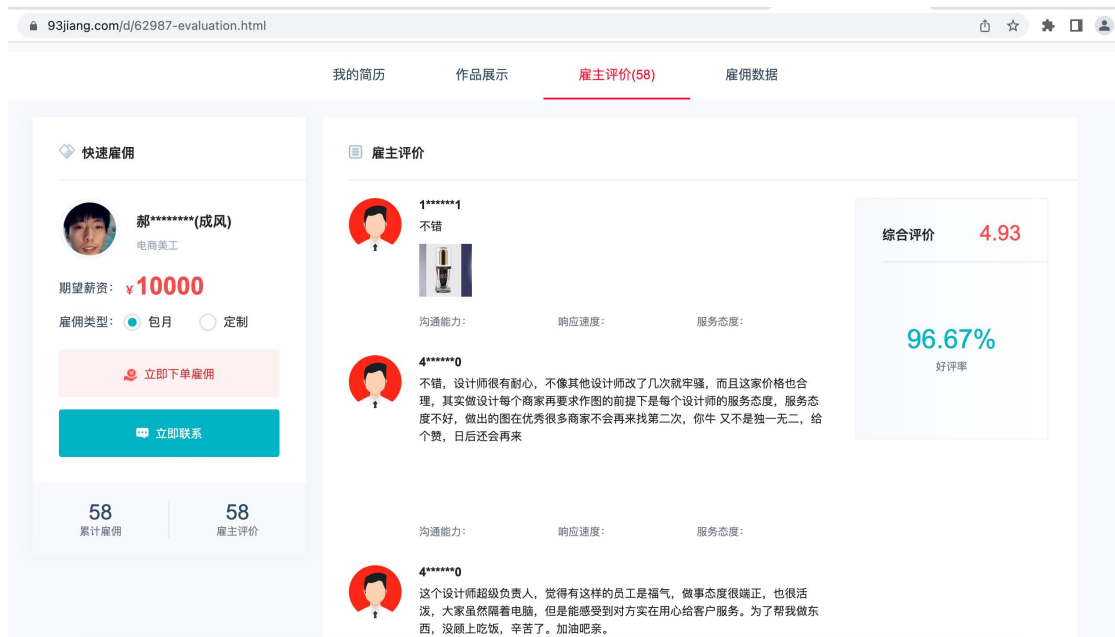 93jiang.com/d/62987-evaluation.html
我的简历 作品展示 雇主评价(58) 雇佣数据
快速雇佣
郝********(成风)
电商美工
期望薪资： ¥10000
雇佣类型： 包月 定制
立即下单雇佣
立即联系
58 58
累计雇佣 雇主评价
雇主评价
1******1
不错
沟通能力： 响应速度： 服务态度：
4******0
不错，设计师很有耐心，不像其他设计师改了几次就牢骚，而且这家价格也合
理，其实做设计每个商家再要求作图的前提下是每个设计师的服务态度，服务态
度不好，做出的图在优秀很多商家不会再来找第二次，你牛 又不是独一无二，给
个赞，日后还会再来
沟通能力： 响应速度： 服务态度：
4******0
这个设计师超级负责人，觉得有这样的员工是福气，做事态度很端正，也很活
泼，大家虽然隔着电脑，但是能感受到对方实在用心给客户服务。为了帮我做东
西，没顾上吃饭，辛苦了。加油吧亲。
综合评价 4.93
96.67%
好评率